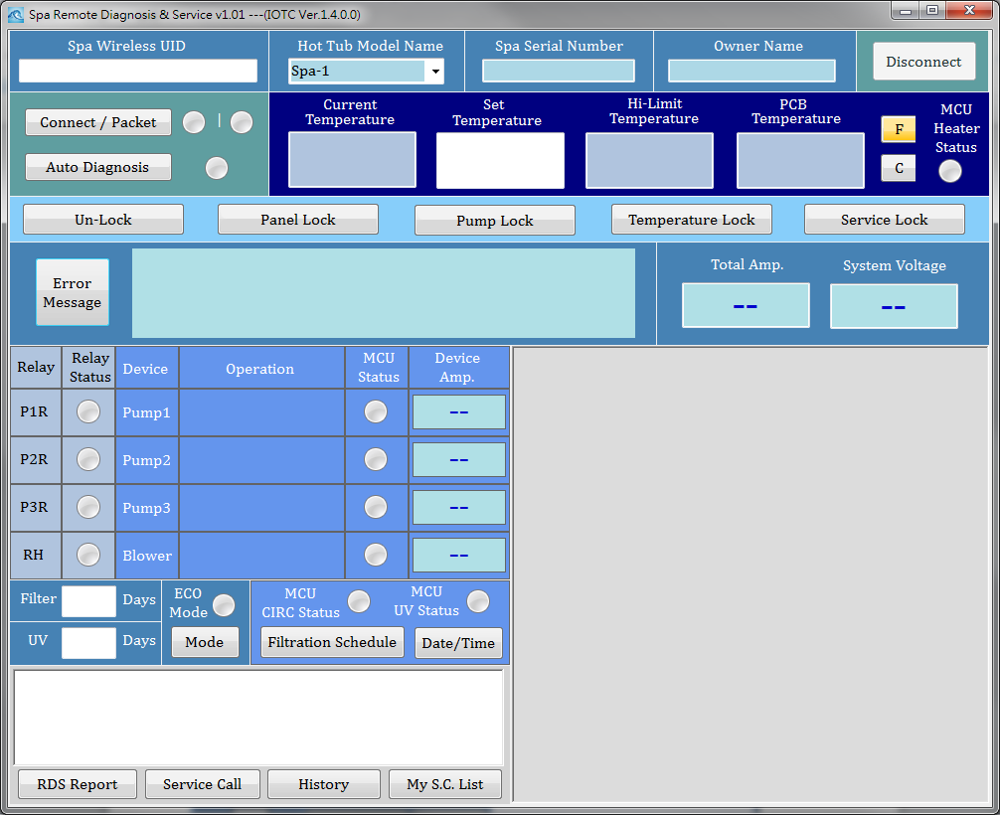 Spa Remote Diagnosis & Service v1.01 ---(IOTC Ver.1.4.0.0)
Spa Wireless UID
Hot Tub Model Name
Spa Serial Number
Owner Name
Disconnect
Spa-1
Connect / Packet
|
Auto Diagnosis
Current
Temperature
Set
Temperature
Hi-Limit
Temperature
PCB
Temperature
F
C
MCU
Heater
Status
Un-Lock
Panel Lock
Pump Lock
Temperature Lock
Service Lock
Error
Message
Total Amp.
System Voltage
--
--
Relay
Relay
Status
Device
Operation
MCU
Status
Device
Amp.
P1R
Pump1
--
P2R
Pump2
--
P3R
Pump3
--
RH
Blower
--
Filter
Days
UV
Days
ECO
Mode
Mode
MCU
CIRC Status
MCU
UV Status
Filtration Schedule
Date/Time
RDS Report
Service Call
History
My S.C. List